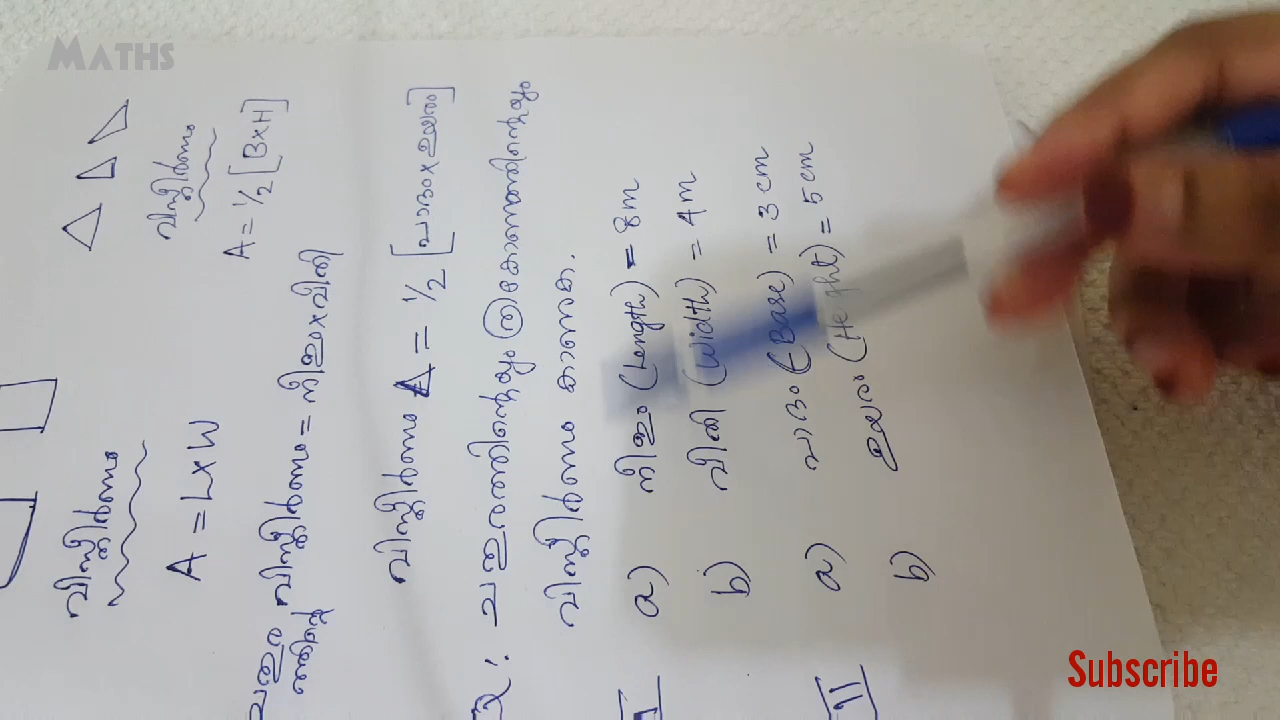 MATHS
വിസ്തീർണം
A = ½ [B×H]
വിസ്തീർണം
A = L×W
ചതുര
ത്തിന്റെ വിസ്തീർണം = നീളം×വീതി
വിസ്തീർണം A = ½ [പാദം×ഉയരം]
Q: ചതുരത്തിന്റെയും ത്രികോണത്തിന്റെയും
വിസ്തീർണം കാണുക.
I a) നീളം (Length) = 8m
b) വീതി (Width) = 4m
II a) പാദം (Base) = 3cm
b) ഉയരം (Height) = 5cm
Subscribe